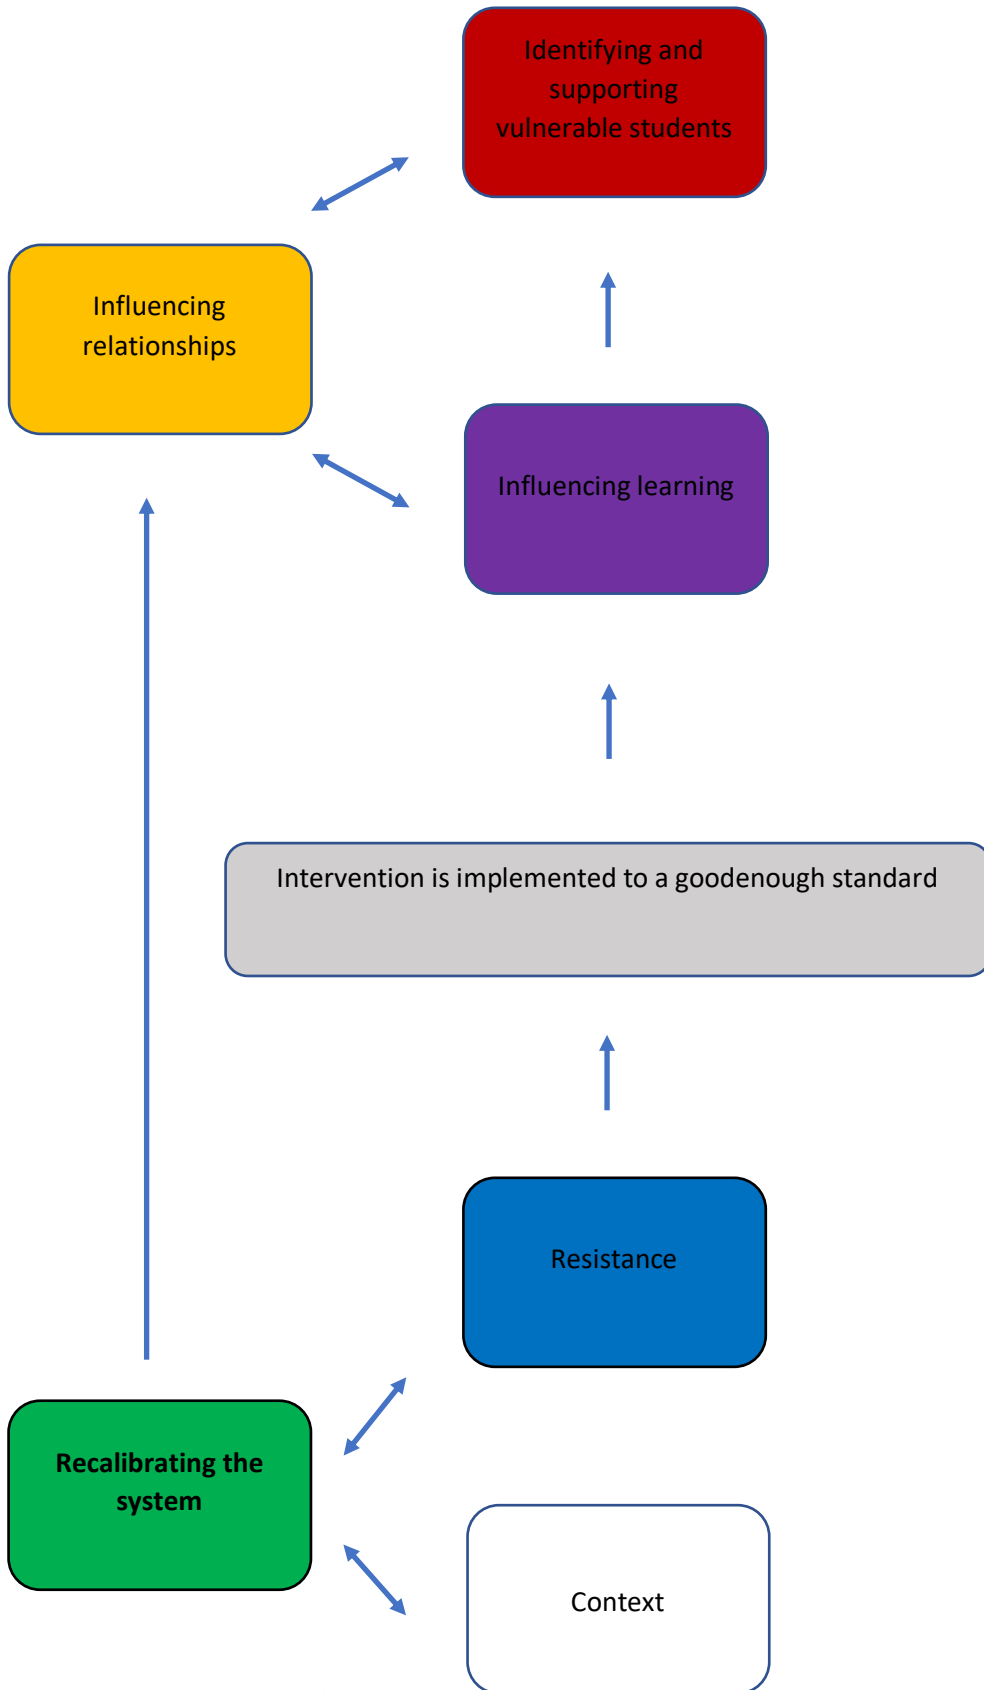 Identifying and
supporting
vulnerable students
Influencing
relationships
Influencing learning
Intervention is implemented to a goodenough standard
Resistance
Recalibrating the
system
Context